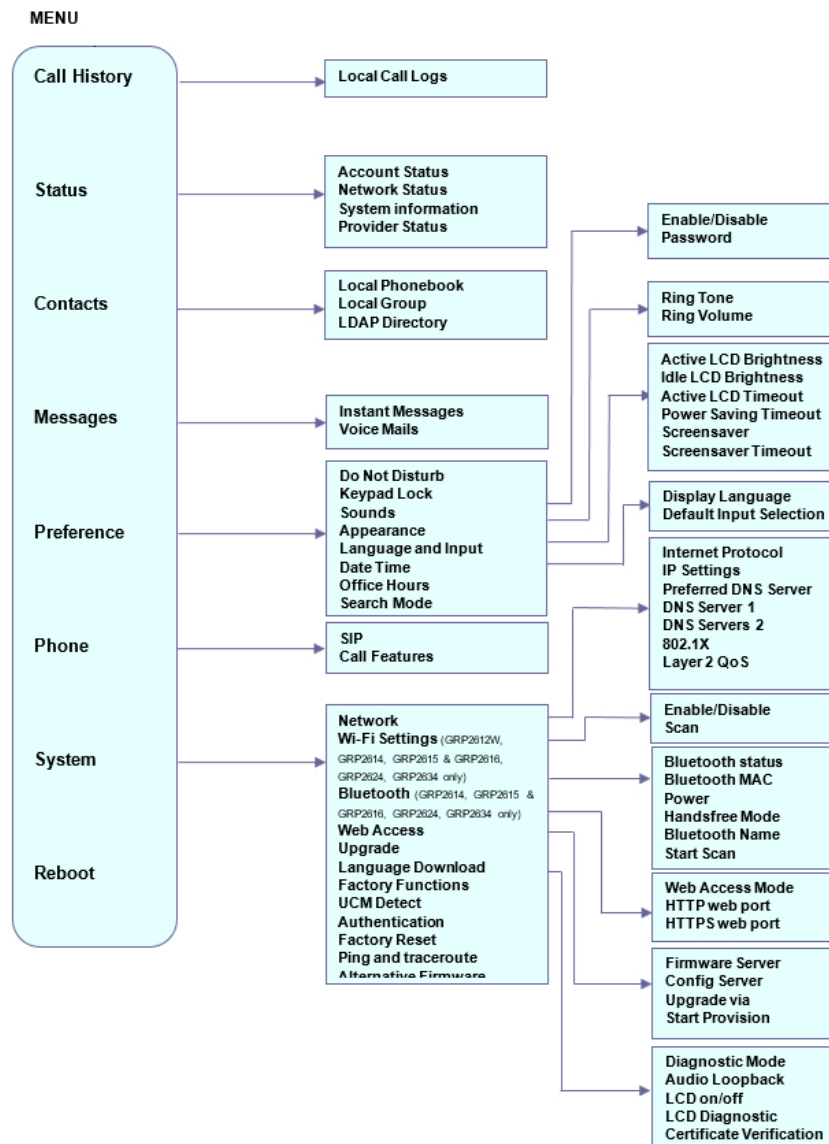 MENU
Call History
Status
Contacts
Messages
Preference
Phone
System
Reboot
Local Call Logs
Account Status
Network Status
System information
Provider Status
Local Phonebook
Local Group
LDAP Directory
Instant Messages
Voice Mails
Do Not Disturb
Keypad Lock
Sounds
Appearance
Language and Input
Date Time
Office Hours
Search Mode
SIP
Call Features
Network
Wi-Fi Settings (GRP2612W,
GRP2614, GRP2615 & GRP2616,
GRP2624, GRP2634 only)
Bluetooth (GRP2614, GRP2615 &
GRP2616, GRP2624, GRP2634 only)
Web Access
Upgrade
Language Download
Factory Functions
UCM Detect
Authentication
Factory Reset
Ping and traceroute
Alternative Firmware
Enable/Disable
Password
Ring Tone
Ring Volume
Active LCD Brightness
Idle LCD Brightness
Active LCD Timeout
Power Saving Timeout
Screensaver
Screensaver Timeout
Display Language
Default Input Selection
Internet Protocol
IP Settings
Preferred DNS Server
DNS Server 1
DNS Servers 2
802.1X
Layer 2 QoS
Enable/Disable
Scan
Bluetooth status
Bluetooth MAC
Power
Handsfree Mode
Bluetooth Name
Start Scan
Web Access Mode
HTTP web port
HTTPS web port
Firmware Server
Config Server
Upgrade via
Start Provision
Diagnostic Mode
Audio Loopback
LCD on/off
LCD Diagnostic
Certificate Verification